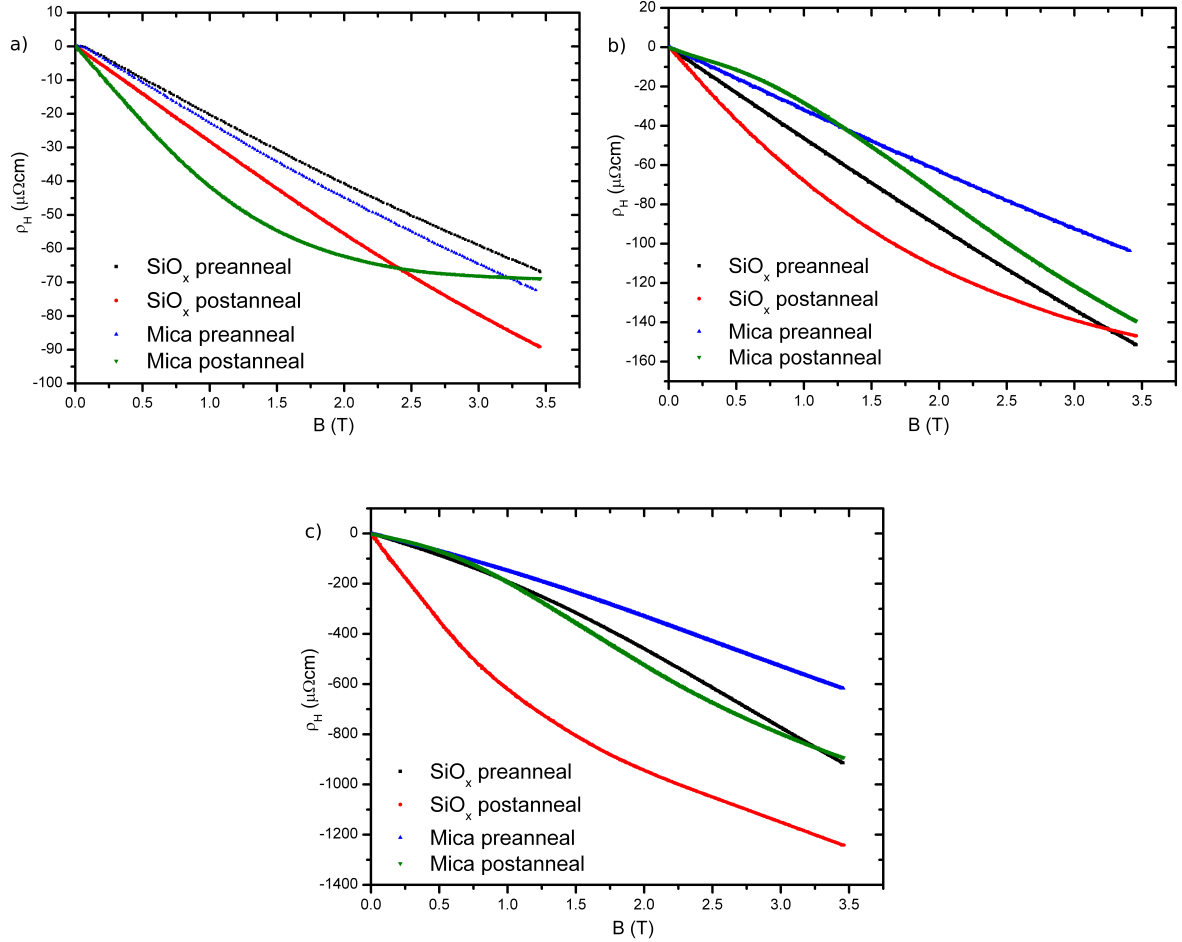 a)
10
0
-10
-20
-30
-40
-50
-60
-70
-80
-90
-100
ρH (μΩcm)
SiOx preanneal
SiOx postanneal
Mica preanneal
Mica postanneal
0.0 0.5 1.0 1.5 2.0 2.5 3.0 3.5
B (T)
b)
20
0
-20
-40
-60
-80
-100
-120
-140
-160
ρH (μΩcm)
SiOx preanneal
SiOx postanneal
Mica preanneal
Mica postanneal
0.0 0.5 1.0 1.5 2.0 2.5 3.0 3.5
B (T)
c)
0
-200
-400
-600
-800
-1000
-1200
-1400
ρH (μΩcm)
SiOx preanneal
SiOx postanneal
Mica preanneal
Mica postanneal
0.0 0.5 1.0 1.5 2.0 2.5 3.0 3.5
B (T)